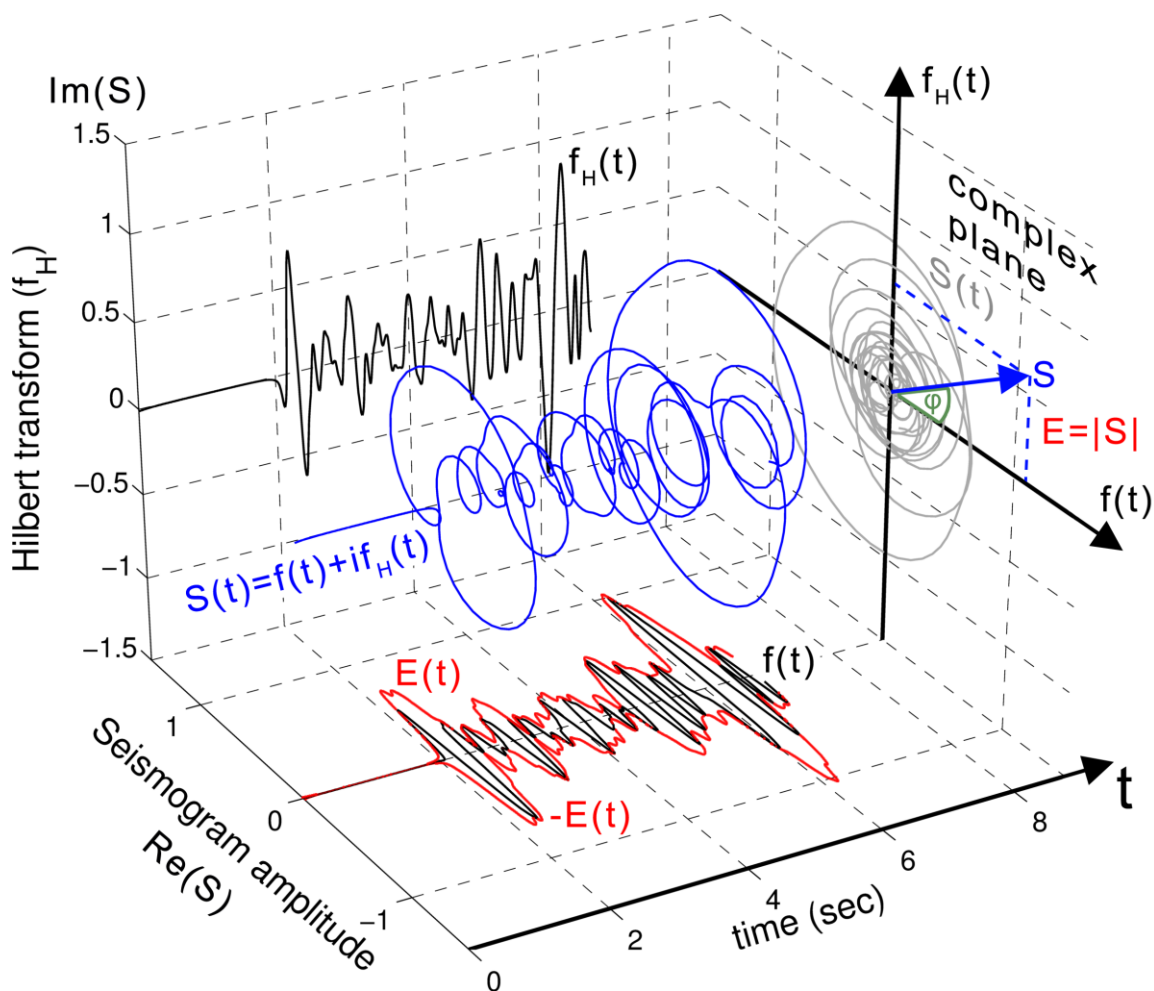 Im(S)
Hilbert transform (f_H)
1.5
1
0.5
0
−0.5
−1
−1.5
f_H(t)
S(t)=f(t)+if_H(t)
f_H(t)
complex
plane
S(t)
S
φ
E=|S|
f(t)
E(t)
-E(t)
f(t)
1
0
−1
Seismogram amplitude
Re(S)
0
2
4
6
8
time (sec)
t